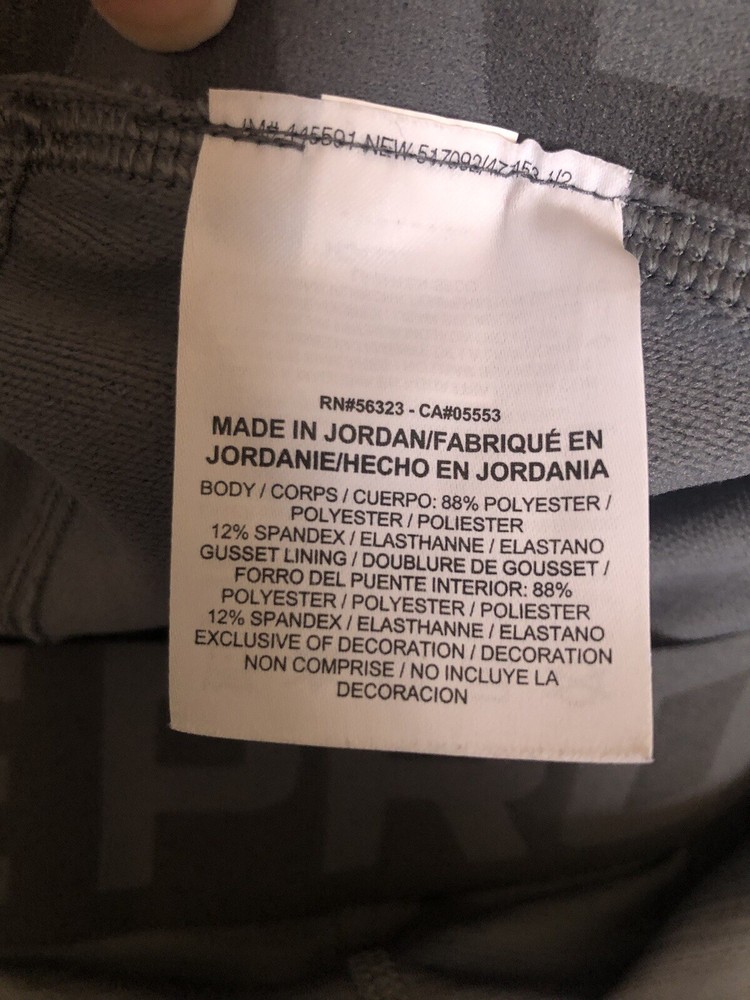 445591 NEW
RN#56323 - CA#05553
MADE IN JORDAN/FABRIQUÉ EN
JORDANIE/HECHO EN JORDANIA
BODY / CORPS / CUERPO: 88% POLYESTER /
POLYESTER / POLIESTER
12% SPANDEX / ELASTHANNE / ELASTANO
GUSSET LINING / DOUBLURE DE GOUSSET /
FORRO DEL PUENTE INTERIOR: 88%
POLYESTER / POLYESTER / POLIESTER
12% SPANDEX / ELASTHANNE / ELASTANO
EXCLUSIVE OF DECORATION / DECORATION
NON COMPRISE / NO INCLUYE LA
DECORACION